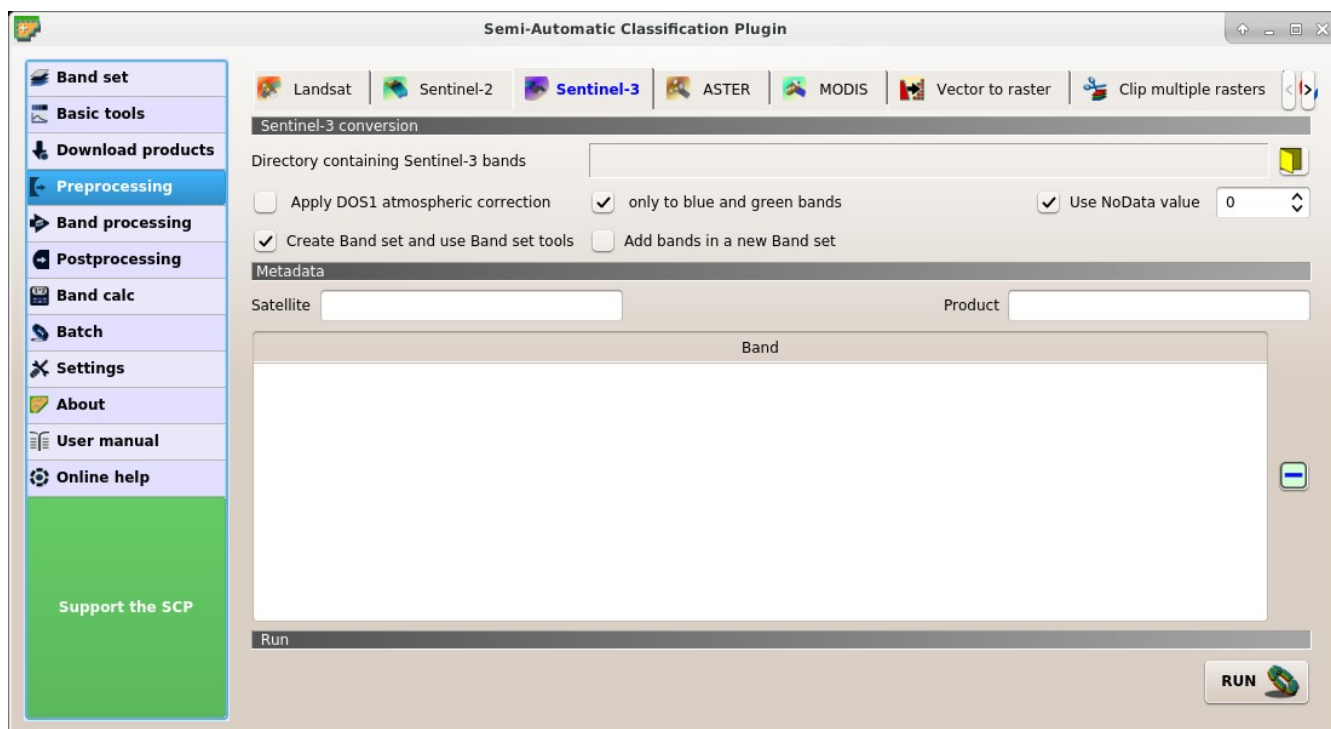 Semi-Automatic Classification Plugin
Band set
Basic tools
Download products
Preprocessing
Band processing
Postprocessing
Band calc
Batch
Settings
About
User manual
Online help
Support the SCP
Landsat Sentinel-2 Sentinel-3 ASTER MODIS Vector to raster Clip multiple rasters
Sentinel-3 conversion
Directory containing Sentinel-3 bands
Apply DOS1 atmospheric correction only to blue and green bands Use NoData value 0
Create Band set and use Band set tools Add bands in a new Band set
Metadata
Satellite Product
Band
Run
RUN